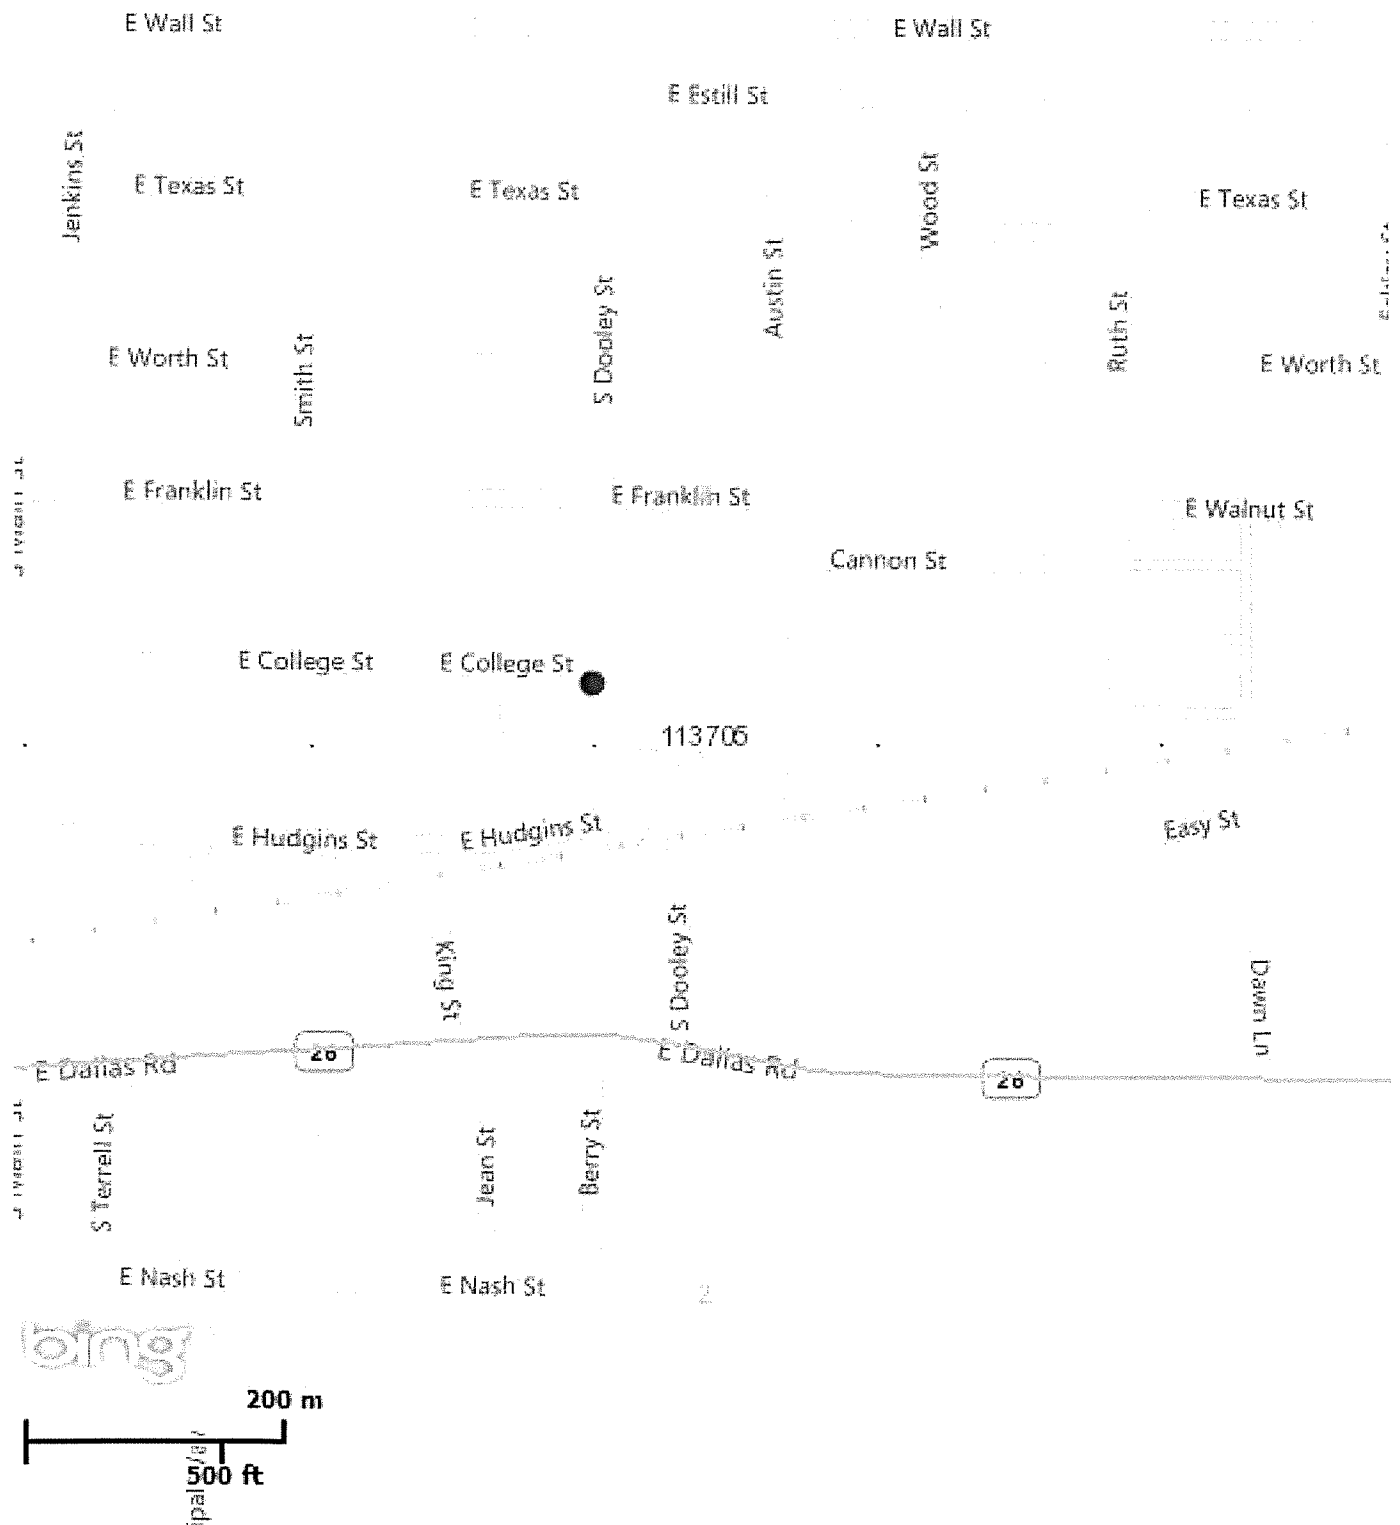 E Wall St
E Wall St
E Estill St
Jenkins St
E Texas St
E Texas St
Wood St
E Texas St
Austin St
S Dooley St
Ruth St
Smith St
E Worth St
E Worth St
E Franklin St
E Franklin St
E Walnut St
Cannon St
E College St
E College St
113705
E Hudgins St
E Hudgins St
Easy St
S Dooley St
King St
Dawn Ln
E Dallas Rd
26
E Dallas Rd
26
S Terrell St
Jean St
Berry St
E Nash St
E Nash St
2
bing
200 m
500 ft